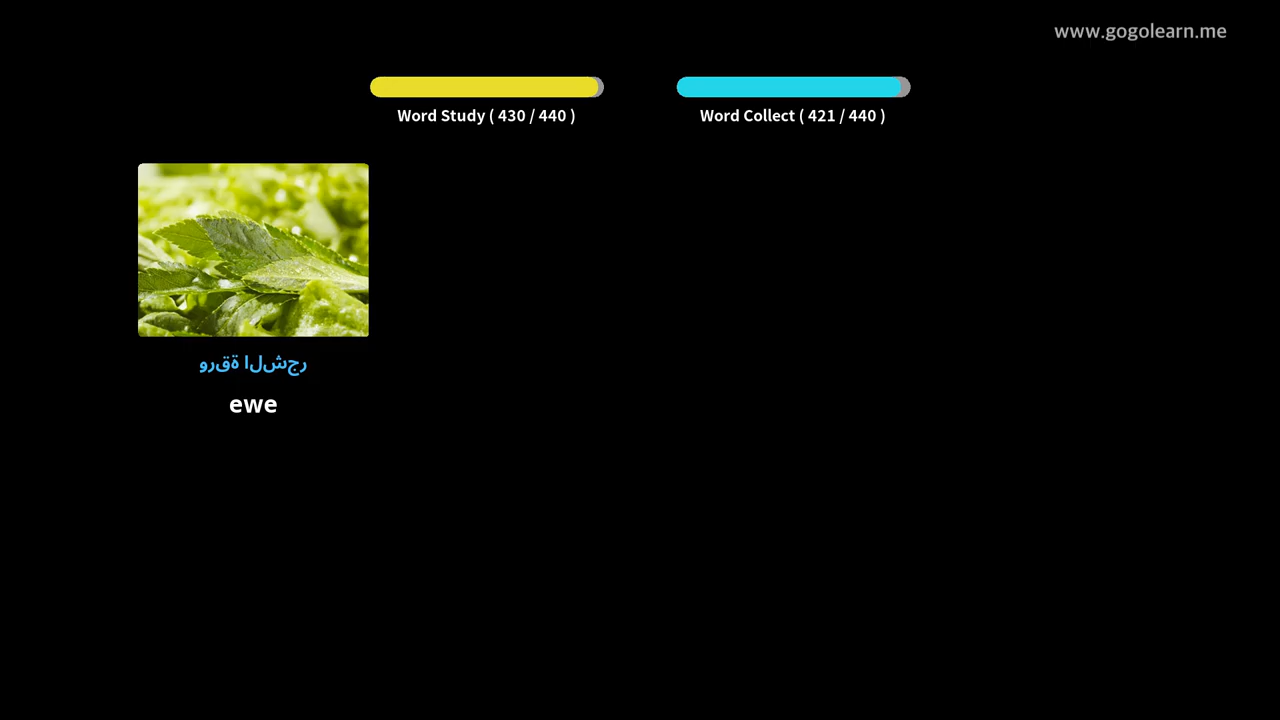 www.gogolearn.me
Word Study ( 430 / 440 )
Word Collect ( 421 / 440 )
ورقة الشجر
ewe